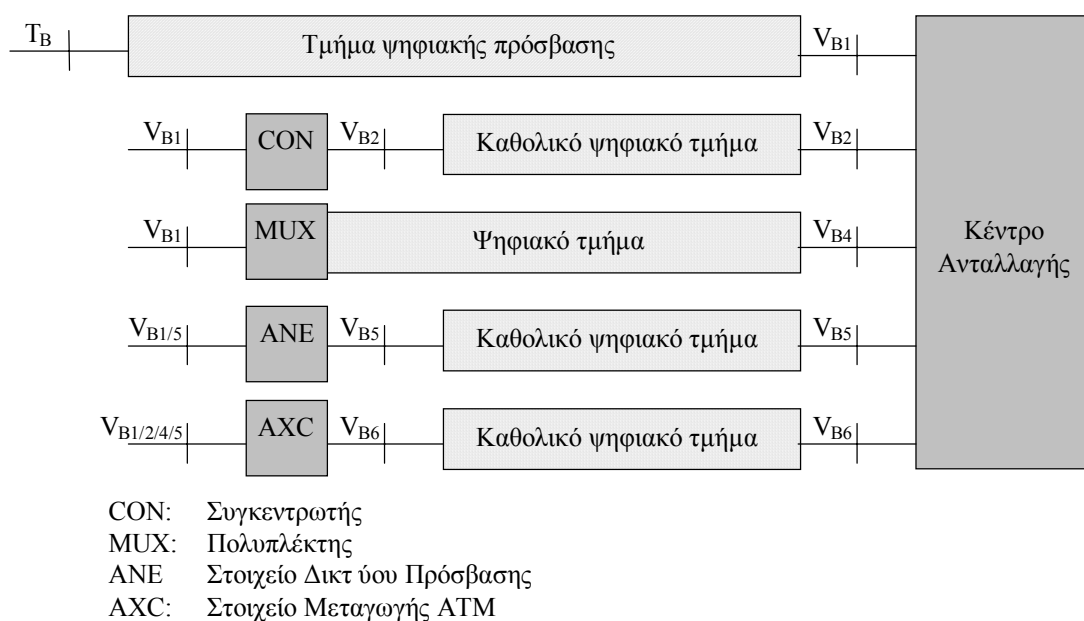 T_B Τμήμα ψηφιακής πρόσβασης V_B1
V_B1 CON V_B2 Καθολικό ψηφιακό τμήμα V_B2
V_B1 MUX Ψηφιακό τμήμα V_B4
Κέντρο
Ανταλλαγής
V_B1/5 ANE V_B5 Καθολικό ψηφιακό τμήμα V_B5
V_B1/2/4/5 AXC V_B6 Καθολικό ψηφιακό τμήμα V_B6
CON: Συγκεντρωτής
MUX: Πολυπλέκτης
ANE Στοιχείο Δικτ ύου Πρόσβασης
AXC: Στοιχείο Μεταγωγής ATM